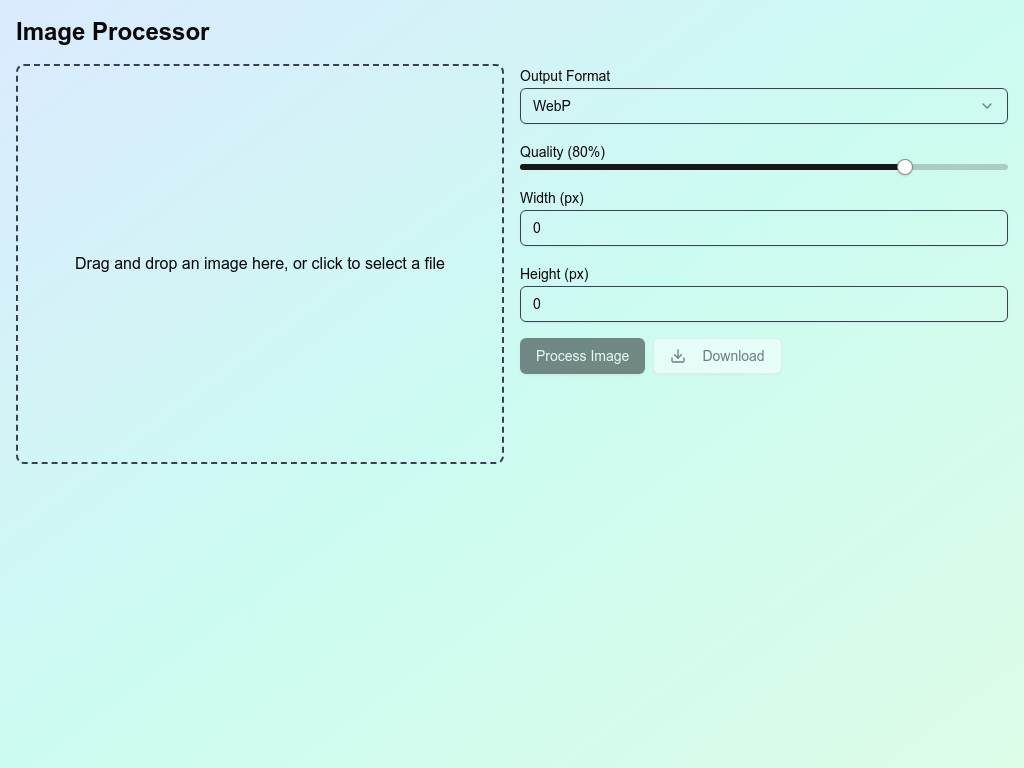 Image Processor
Drag and drop an image here, or click to select a file
Output Format
WebP
Quality (80%)
Width (px)
0
Height (px)
0
Process Image
Download